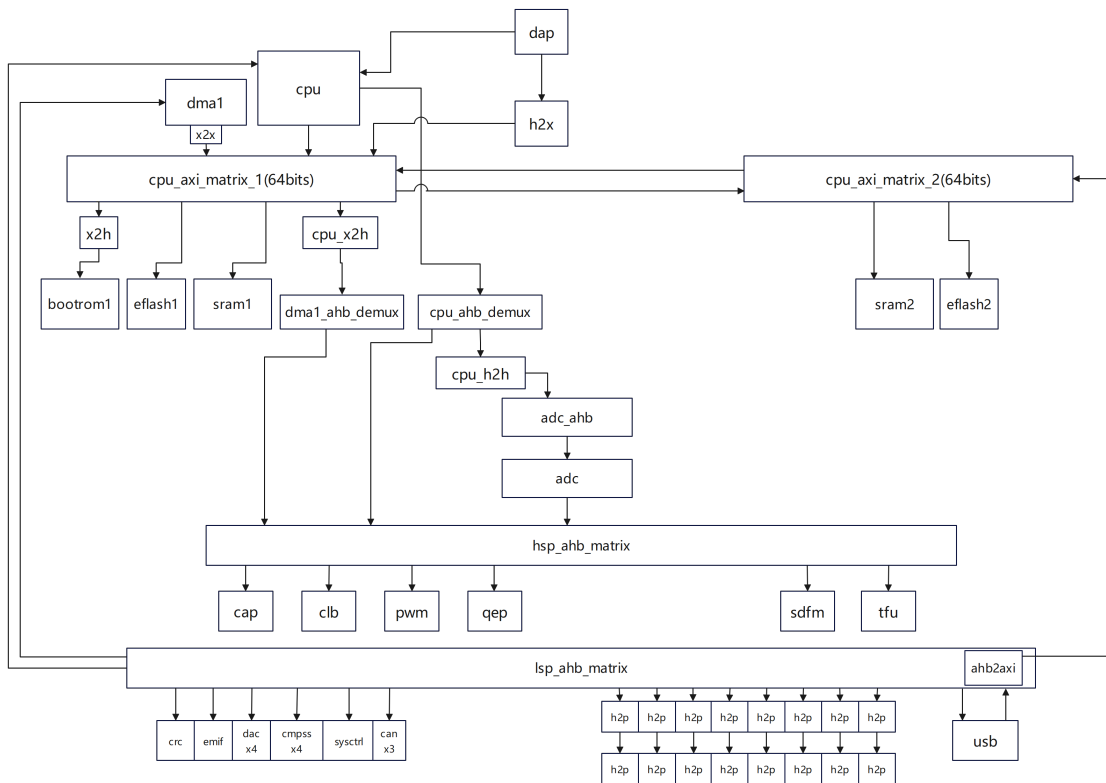 dap
cpu
dma1
x2x
h2x
cpu_axi_matrix_1(64bits)
cpu_axi_matrix_2(64bits)
x2h
cpu_x2h
bootrom1
eflash1
sram1
dma1_ahb_demux
cpu_ahb_demux
sram2
eflash2
cpu_h2h
adc_ahb
adc
hsp_ahb_matrix
cap
clb
pwm
qep
sdfm
tfu
lsp_ahb_matrix
ahb2axi
crc
emif
dac
x4
cmpss
x4
sysctrl
can
x3
h2p
h2p
h2p
h2p
h2p
h2p
h2p
h2p
usb
h2p
h2p
h2p
h2p
h2p
h2p
h2p
h2p